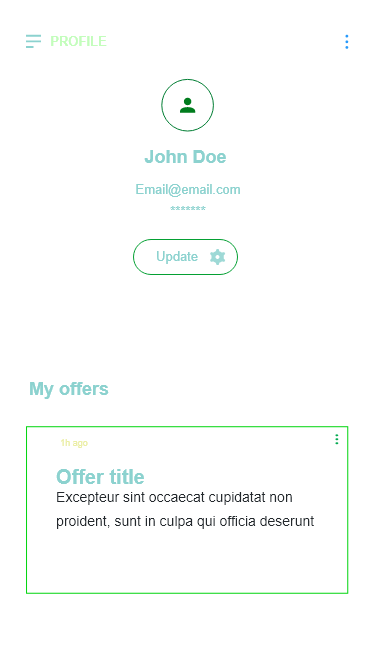 PROFILE
John Doe
Email@email.com
*******
Update
My offers
1h ago
Offer title
Excepteur sint occaecat cupidatat non
proident, sunt in culpa qui officia deserunt